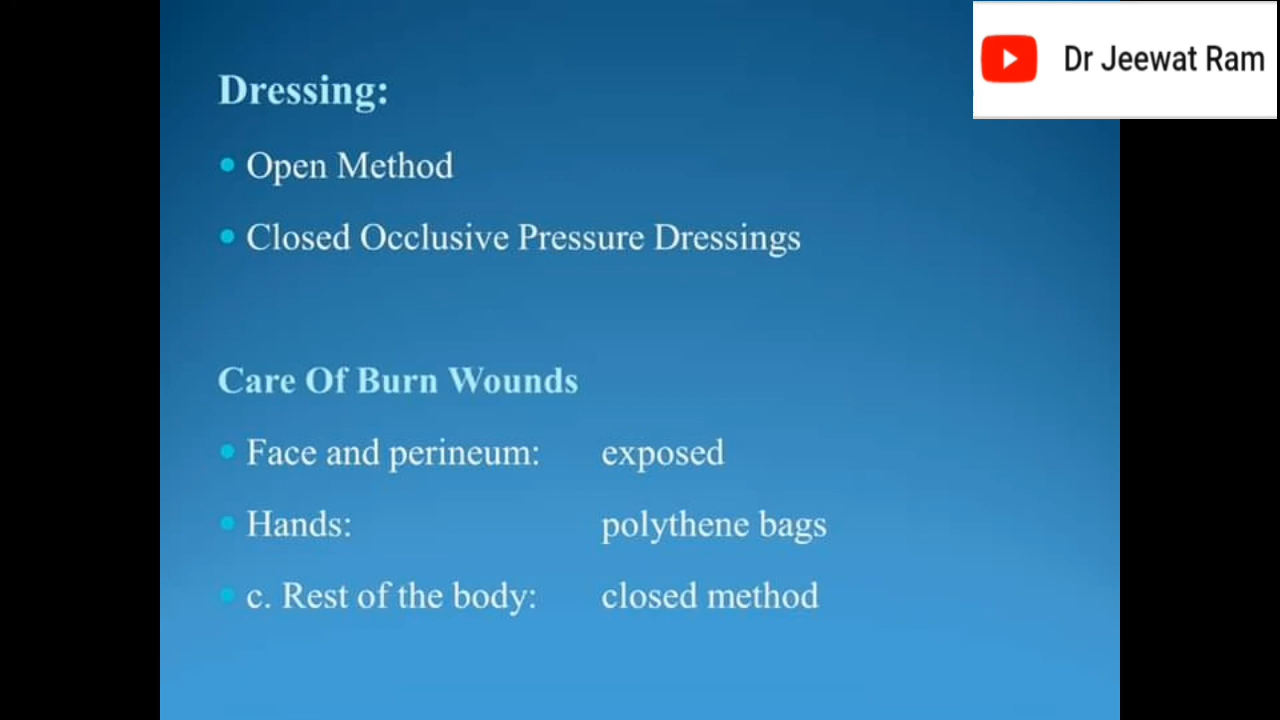 Dr Jeewat Ram
Dressing:
Open Method
Closed Occlusive Pressure Dressings
Care Of Burn Wounds
Face and perineum: exposed
Hands: polythene bags
c. Rest of the body: closed method